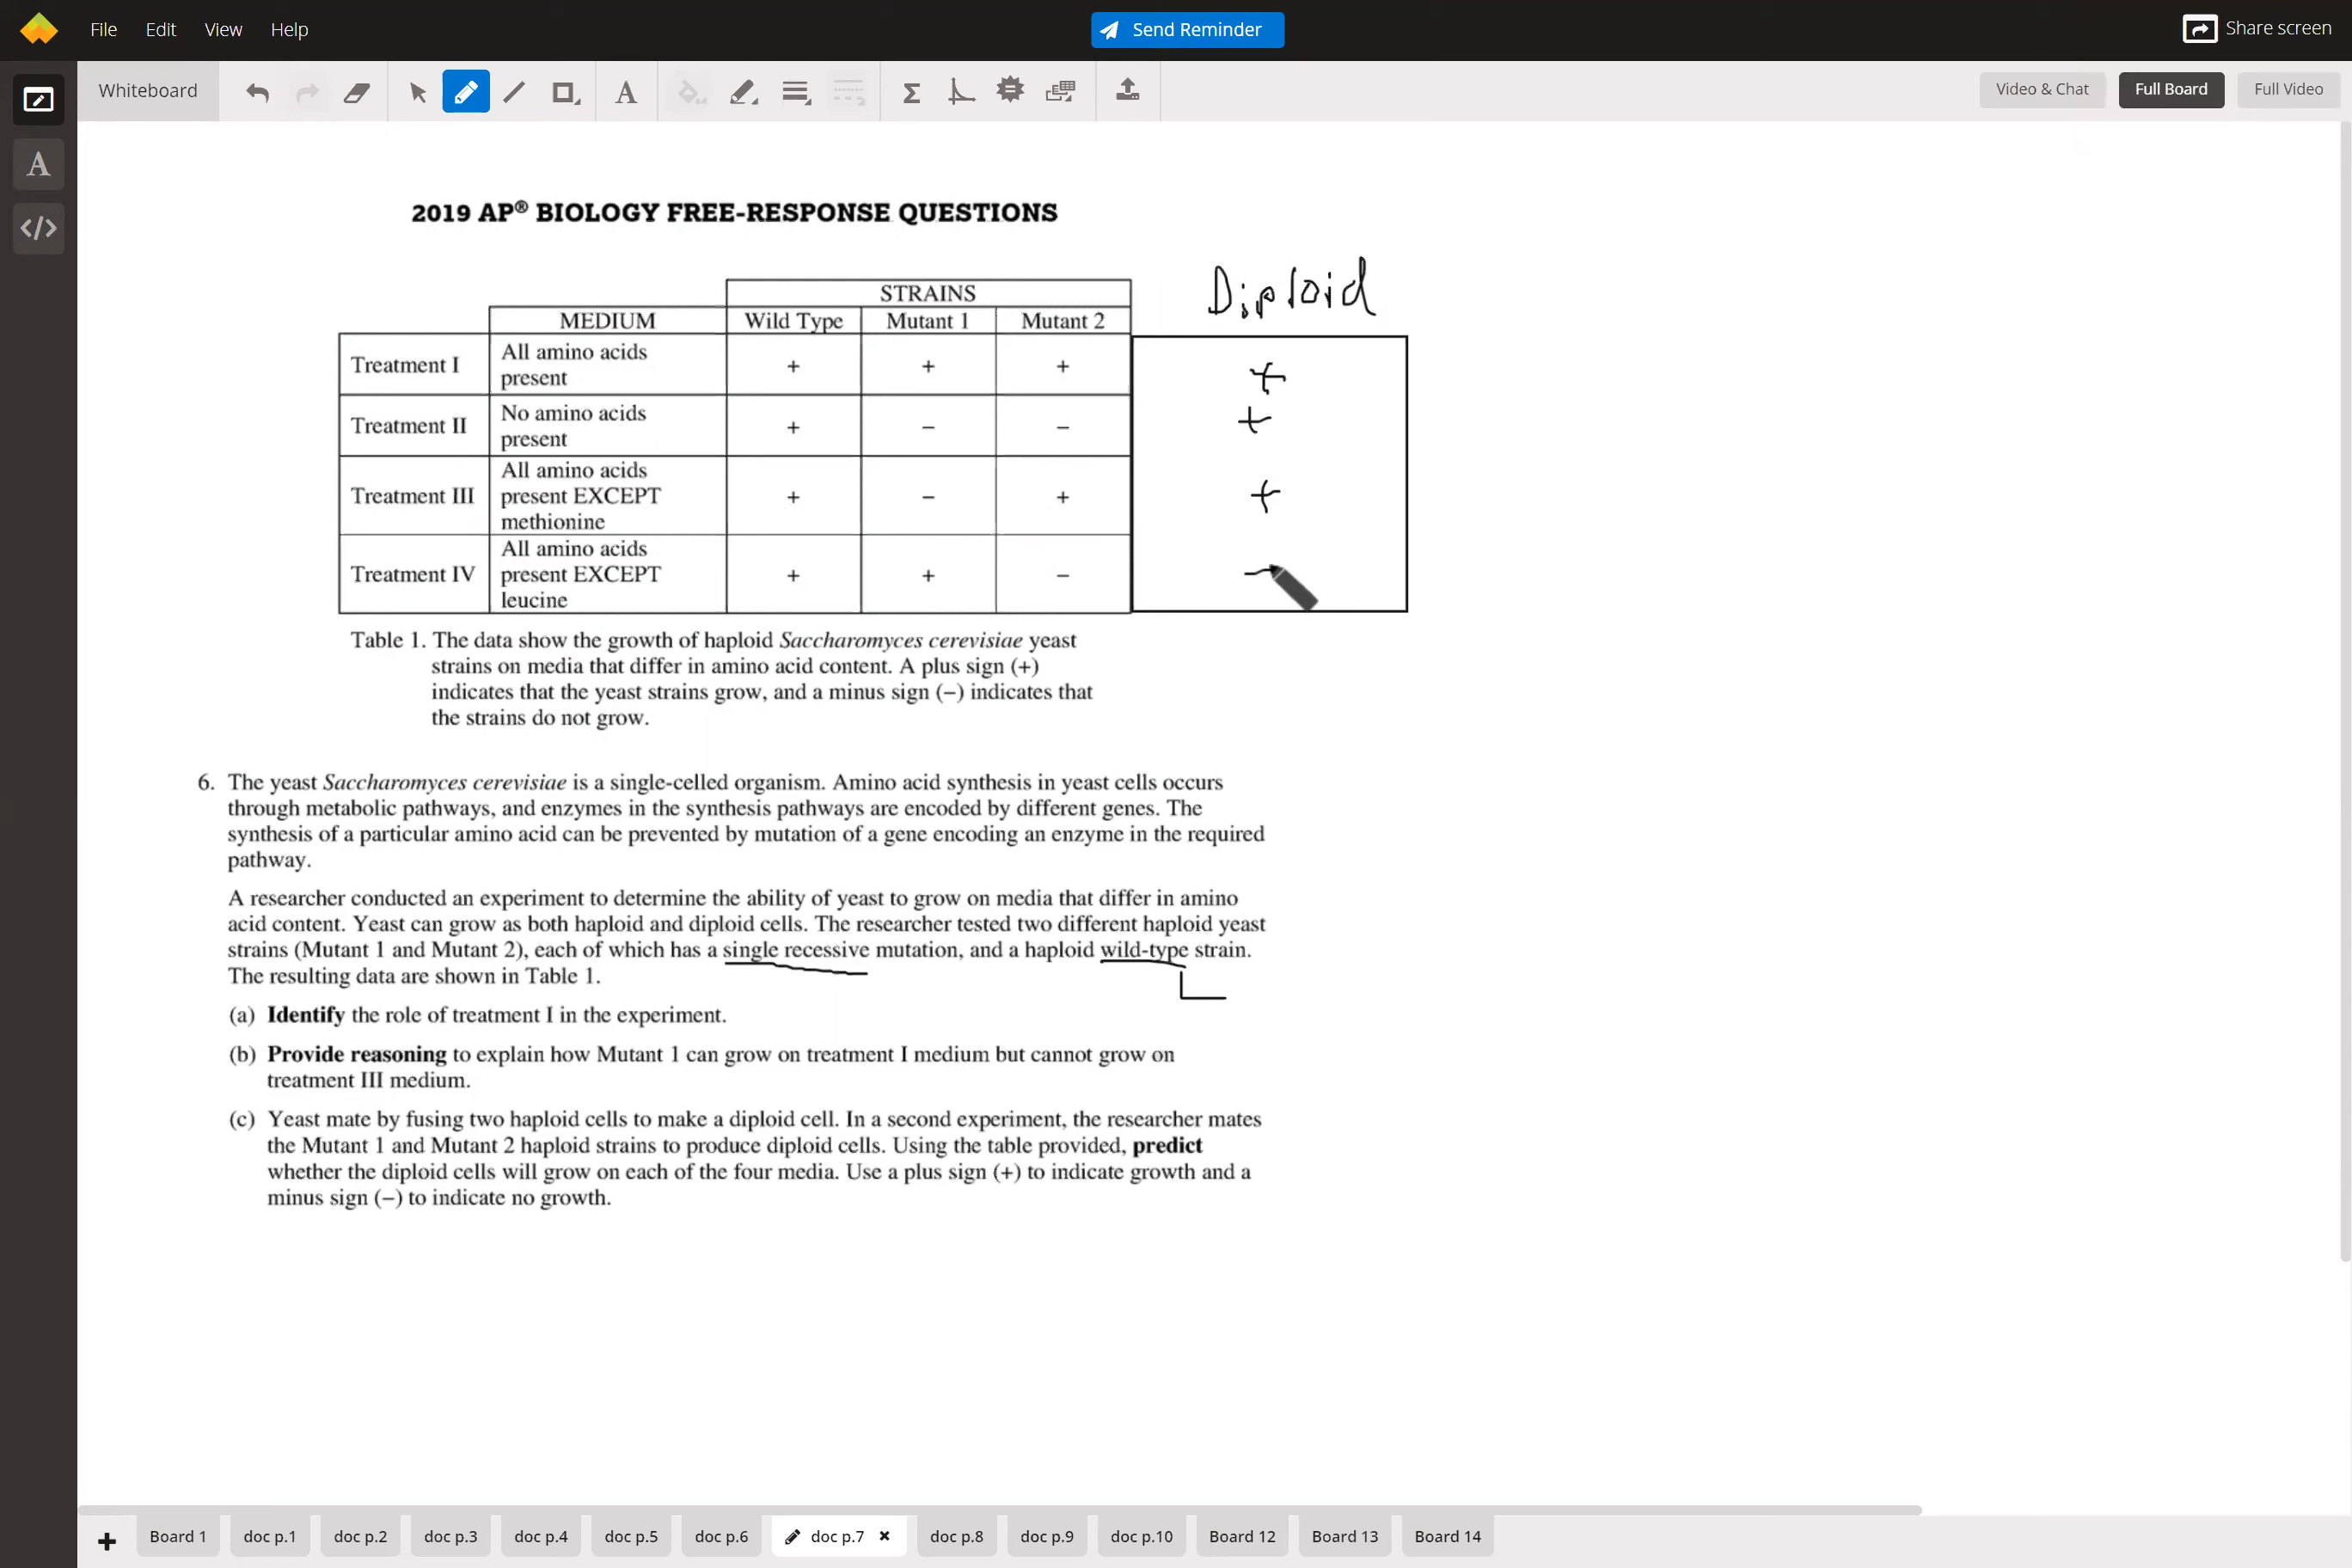 File Edit View Help Send Reminder Share screen
Whiteboard A Σ Video & Chat Full Board Full Video
A
</>
2019 AP® BIOLOGY FREE-RESPONSE QUESTIONS
Diploid
STRAINS
MEDIUM Wild Type Mutant 1 Mutant 2
Treatment I All amino acids present + + + +
Treatment II No amino acids present + − − +
Treatment III All amino acids present EXCEPT methionine + − + +
Treatment IV All amino acids present EXCEPT leucine + + − −
Table 1. The data show the growth of haploid Saccharomyces cerevisiae yeast
strains on media that differ in amino acid content. A plus sign (+)
indicates that the yeast strains grow, and a minus sign (−) indicates that
the strains do not grow.
6. The yeast Saccharomyces cerevisiae is a single-celled organism. Amino acid synthesis in yeast cells occurs
through metabolic pathways, and enzymes in the synthesis pathways are encoded by different genes. The
synthesis of a particular amino acid can be prevented by mutation of a gene encoding an enzyme in the required
pathway.
A researcher conducted an experiment to determine the ability of yeast to grow on media that differ in amino
acid content. Yeast can grow as both haploid and diploid cells. The researcher tested two different haploid yeast
strains (Mutant 1 and Mutant 2), each of which has a single recessive mutation, and a haploid wild-type strain.
The resulting data are shown in Table 1.
(a) Identify the role of treatment I in the experiment.
(b) Provide reasoning to explain how Mutant 1 can grow on treatment I medium but cannot grow on
treatment III medium.
(c) Yeast mate by fusing two haploid cells to make a diploid cell. In a second experiment, the researcher mates
the Mutant 1 and Mutant 2 haploid strains to produce diploid cells. Using the table provided, predict
whether the diploid cells will grow on each of the four media. Use a plus sign (+) to indicate growth and a
minus sign (−) to indicate no growth.
+ Board 1 doc p.1 doc p.2 doc p.3 doc p.4 doc p.5 doc p.6 doc p.7 × doc p.8 doc p.9 doc p.10 Board 12 Board 13 Board 14